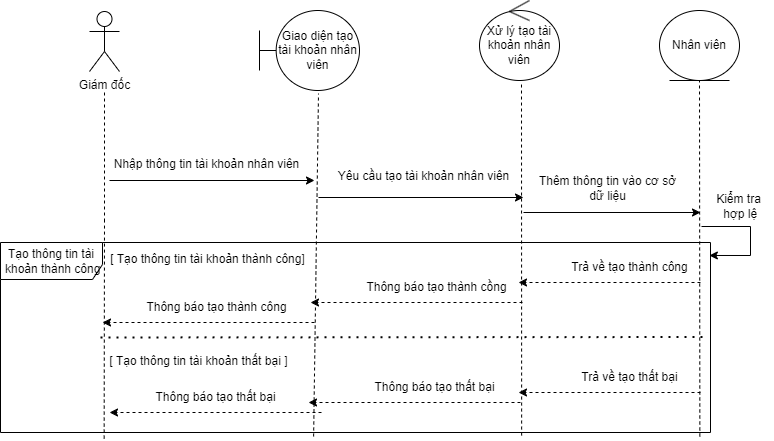 Giao diện tạo
tài khoản nhân
viên
Xử lý tạo tài
khoản nhân
viên
Nhân viên
Giám đốc
Nhập thông tin tài khoản nhân viên
Yêu cầu tạo tài khoản nhân viên
Thêm thông tin vào cơ sở
dữ liệu
Kiểm tra
hợp lệ
Tạo thông tin tài
khoản thành công
[ Tạo thông tin tài khoản thành công]
Trả về tạo thành công
Thông báo tạo thành cồng
Thông báo tạo thành công
[ Tạo thông tin tài khoản thất bại ]
Trả về tạo thất bại
Thông báo tạo thất bại
Thông báo tạo thất bại